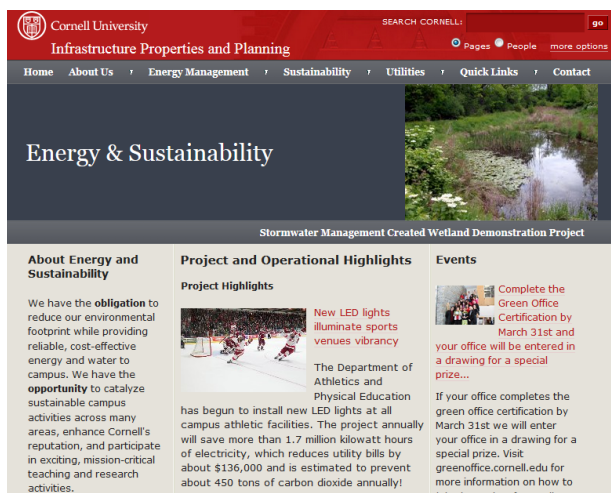 Cornell University
SEARCH CORNELL:
go
Infrastructure Properties and Planning
Pages People more options
Home About Us Energy Management Sustainability Utilities Quick Links Contact
Energy & Sustainability
Stormwater Management Created Wetland Demonstration Project
About Energy and
Sustainability
We have the obligation to
reduce our environmental
footprint while providing
reliable, cost-effective
energy and water to
campus. We have the
opportunity to catalyze
sustainable campus
activities across many
areas, enhance Cornell's
reputation, and participate
in exciting, mission-critical
teaching and research
activities.
Project and Operational Highlights
Project Highlights
New LED lights
illuminate sports
venues vibrancy
The Department of
Athletics and
Physical Education
has begun to install new LED lights at all
campus athletic facilities. The project annually
will save more than 1.7 million kilowatt hours
of electricity, which reduces utility bills by
about $136,000 and is estimated to prevent
about 450 tons of carbon dioxide annually!
Events
Complete the
Green Office
Certification by
March 31st and
your office will be entered in
a drawing for a special
prize...
If your office completes the
green office certification by
March 31st we will enter
your office in a drawing for a
special prize. Visit
greenoffice.cornell.edu for
more information on how to